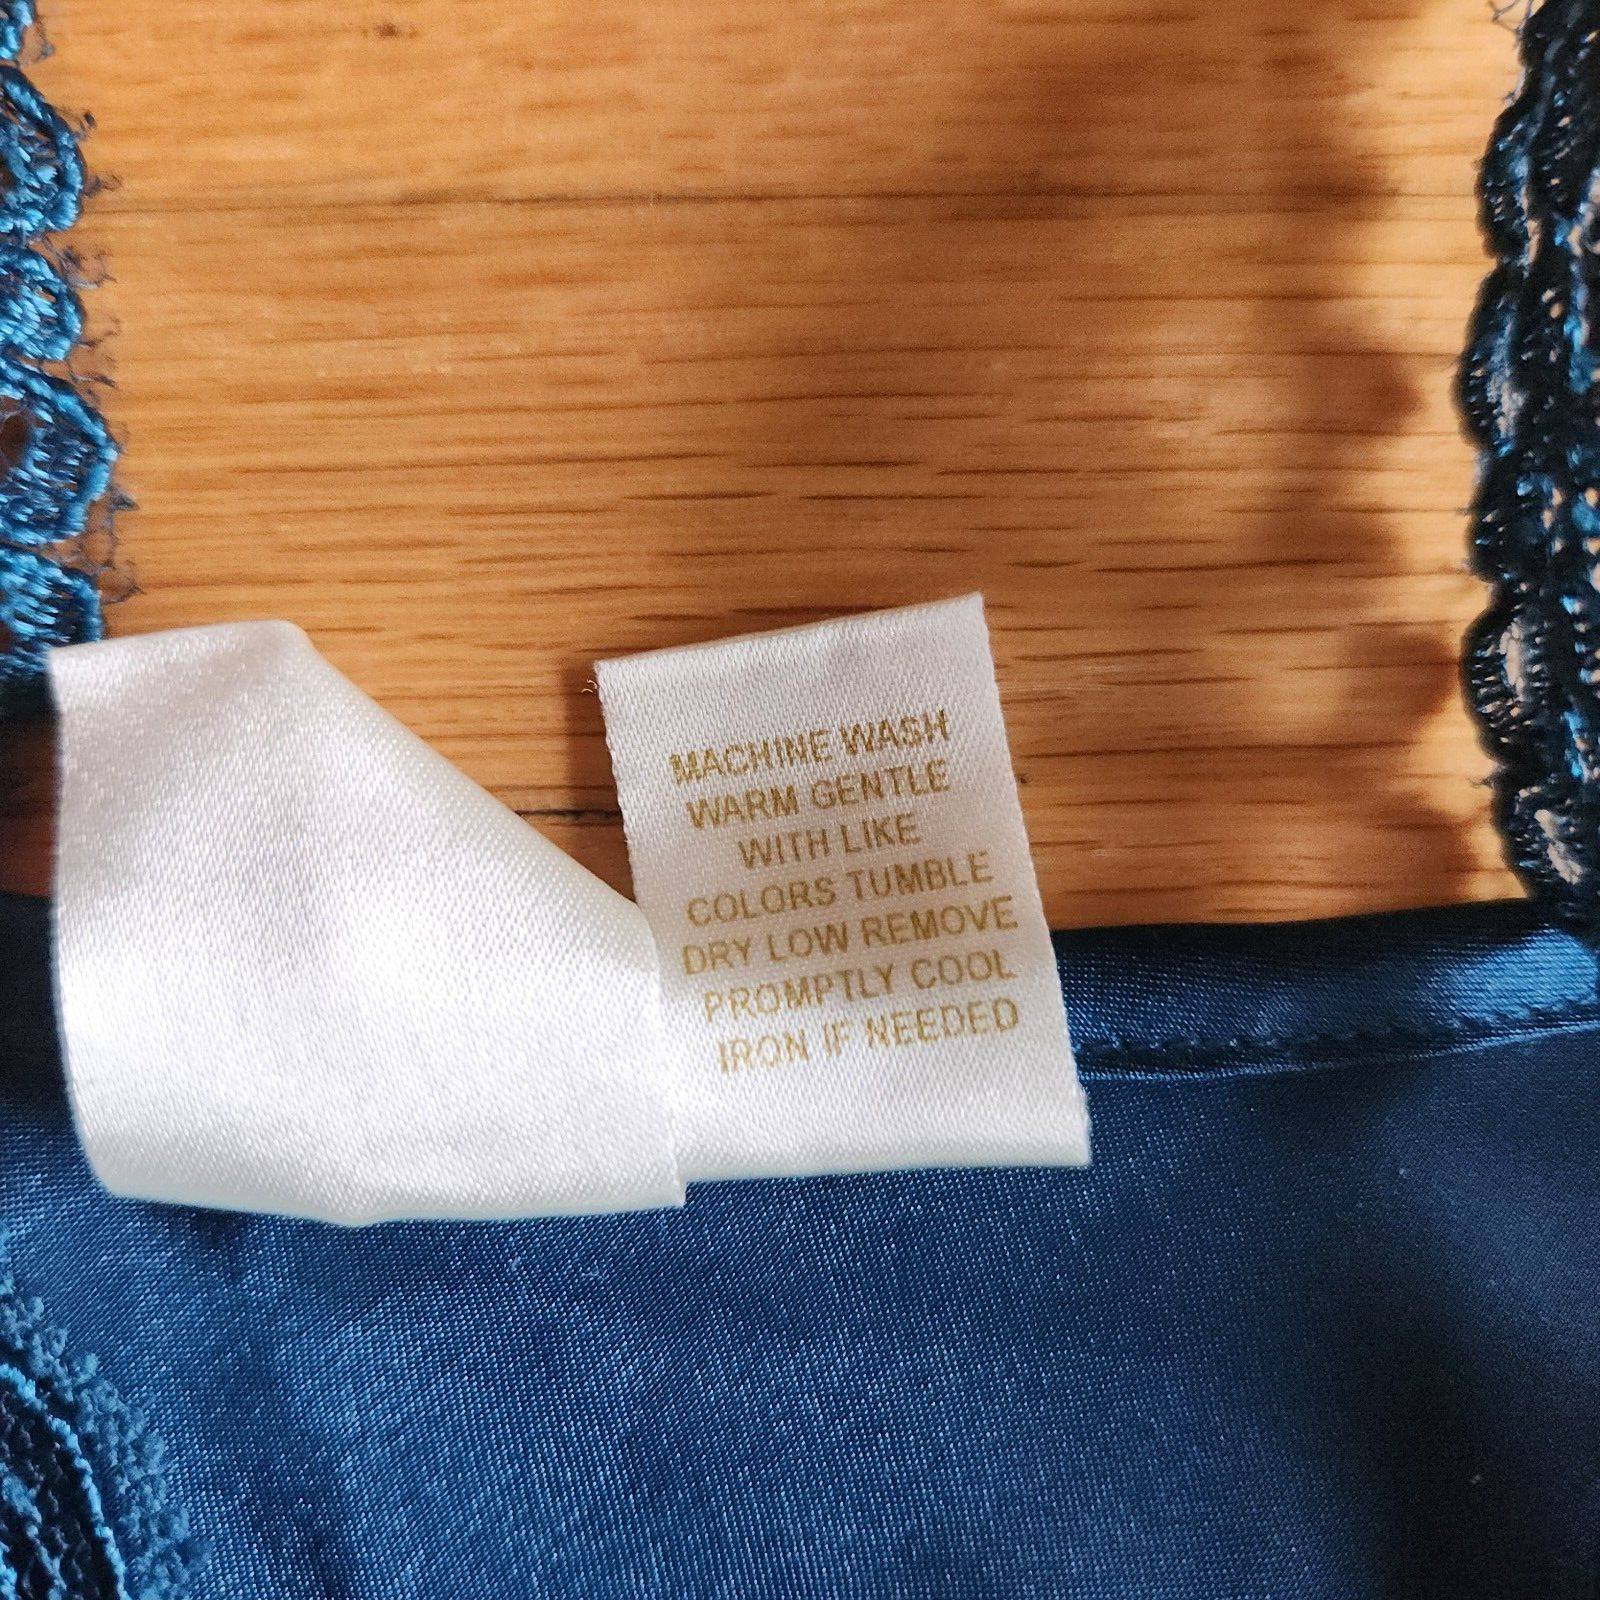 MACHINE WASH
WARM GENTLE
WITH LIKE
COLORS TUMBLE
DRY LOW REMOVE
PROMPTLY COOL
IRON IF NEEDED